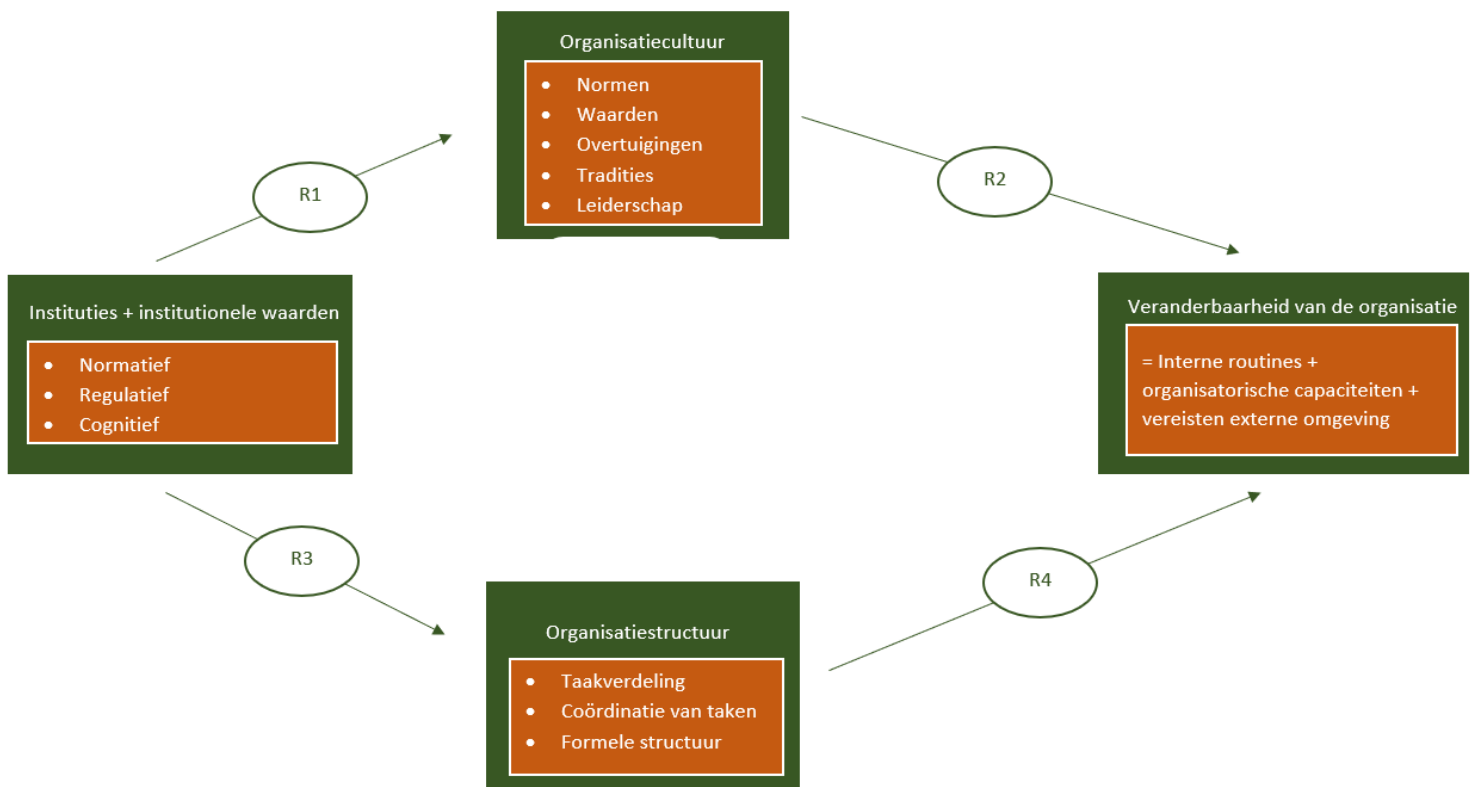 Organisatiecultuur
• Normen
• Waarden
• Overtuigingen
• Tradities
• Leiderschap
R1
R2
Instituties + institutionele waarden
• Normatief
• Regulatief
• Cognitief
Veranderbaarheid van de organisatie
= Interne routines +
organisatorische capaciteiten +
vereisten externe omgeving
R3
R4
Organisatiestructuur
• Taakverdeling
• Coördinatie van taken
• Formele structuur